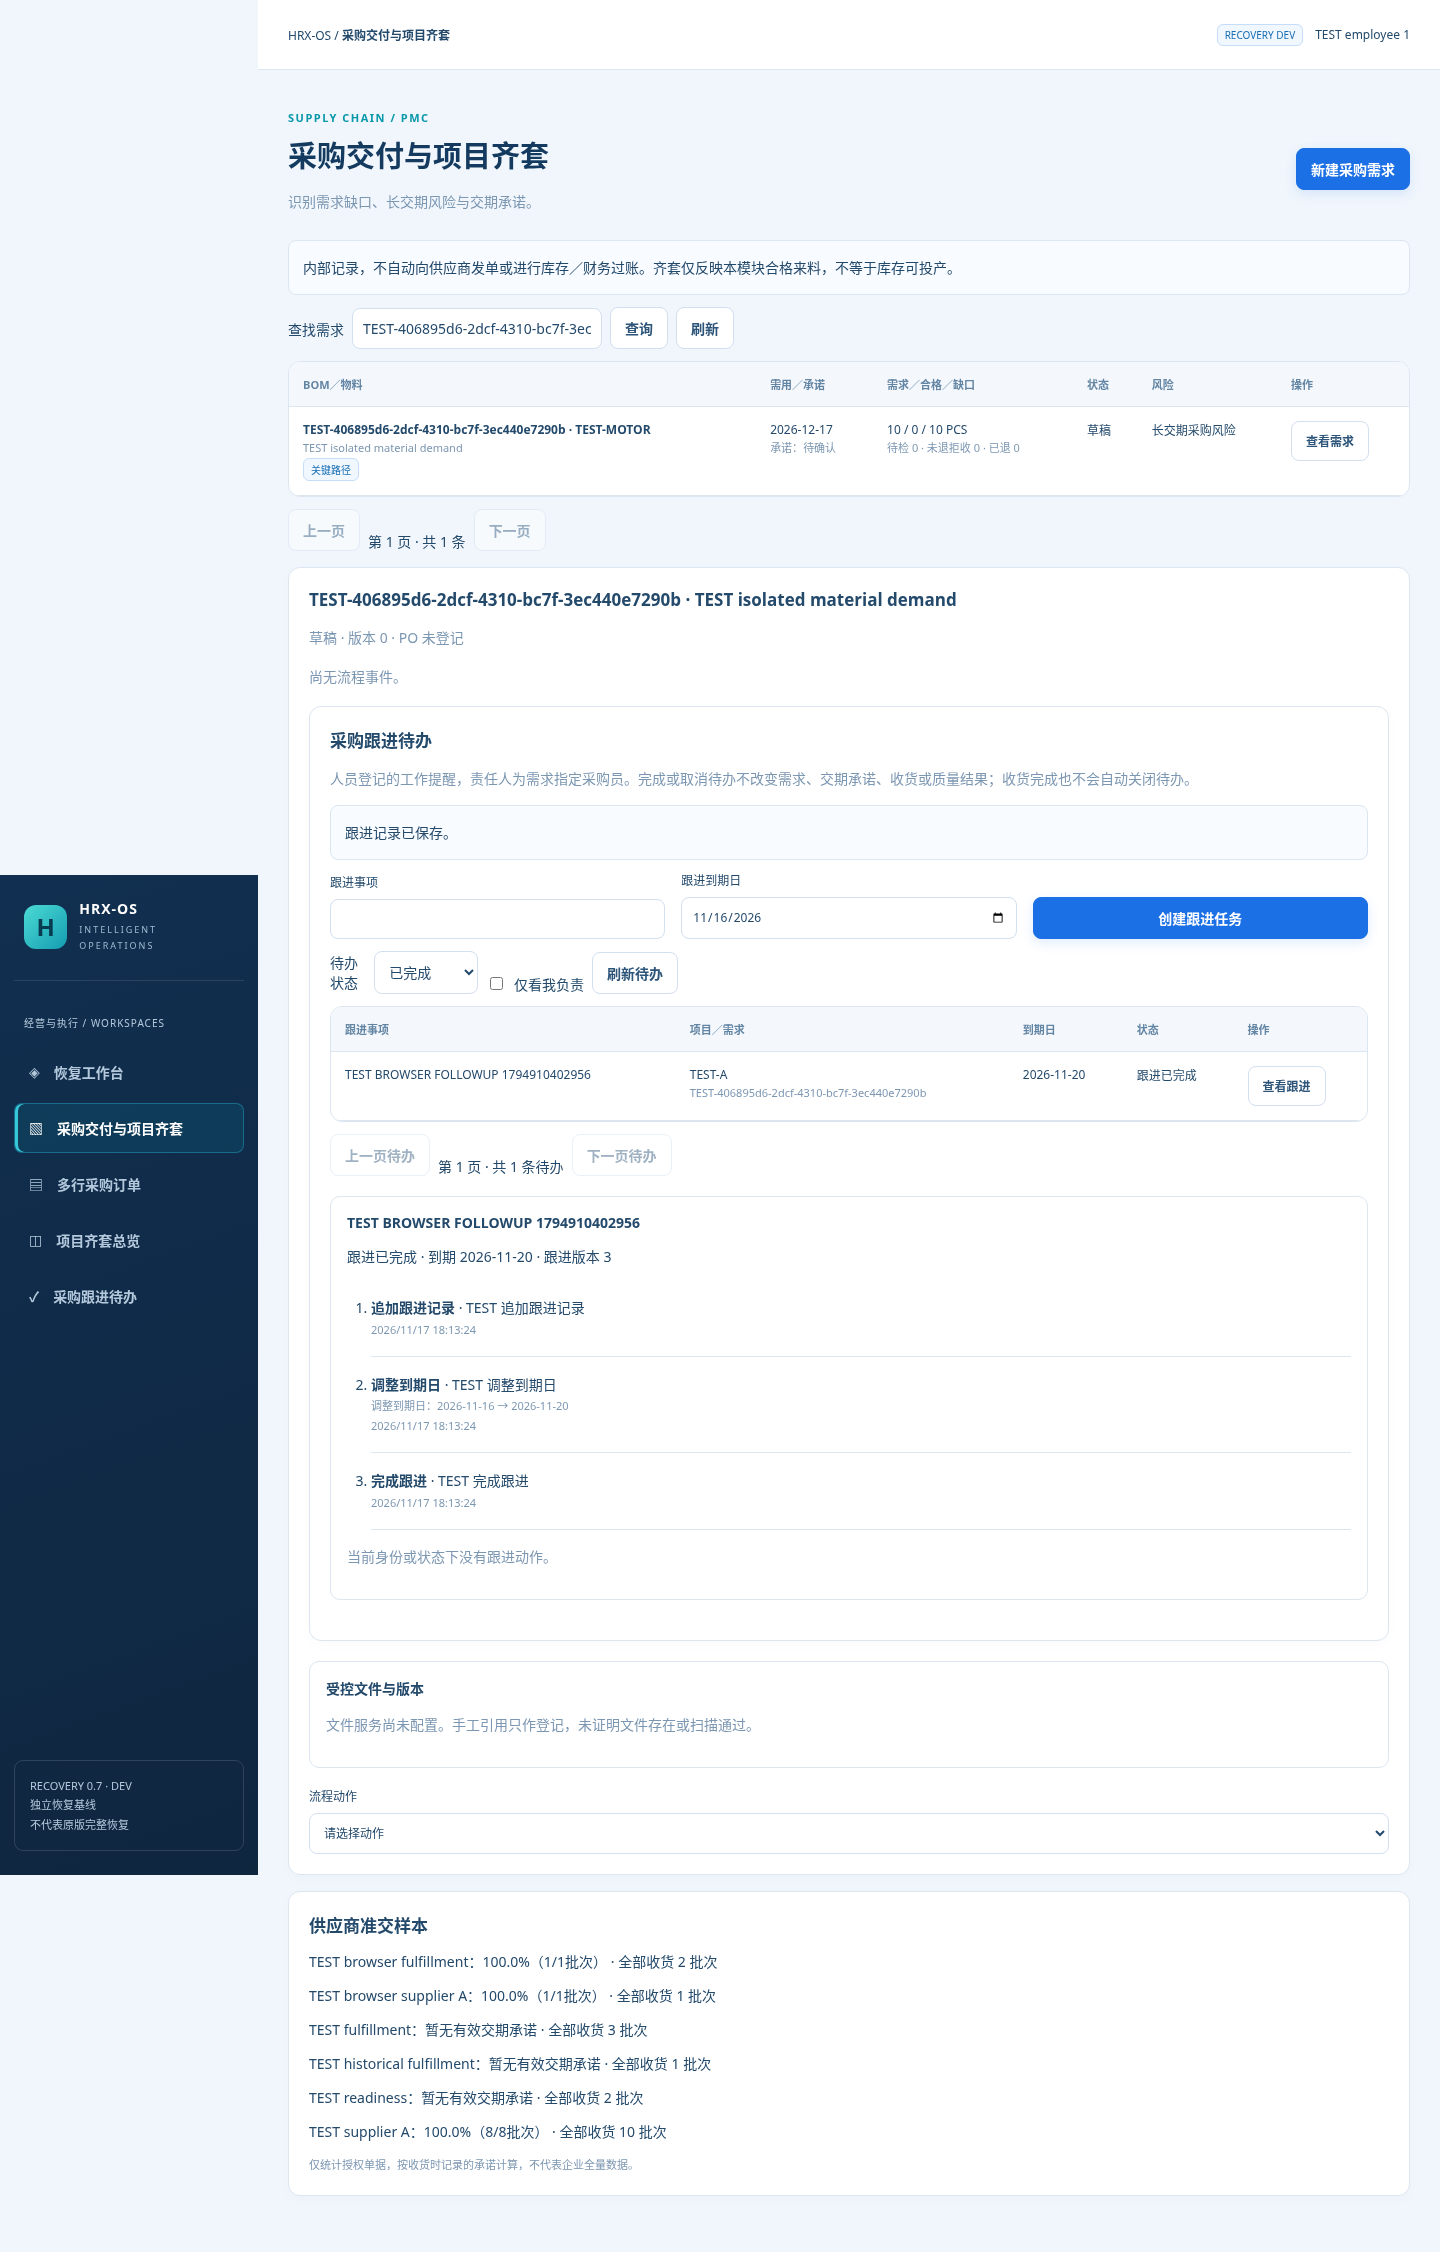 HRX-OS / 采购交付与项目齐套
RECOVERY DEV
TEST employee 1
SUPPLY CHAIN / PMC
采购交付与项目齐套
新建采购需求
识别需求缺口、长交期风险与交期承诺。
内部记录，不自动向供应商发单或进行库存／财务过账。齐套仅反映本模块合格来料，不等于库存可投产。
查找需求 TEST-406895d6-2dcf-4310-bc7f-3ec 查询 刷新
BOM／物料 需用／承诺 需求／合格／缺口 状态 风险 操作
TEST-406895d6-2dcf-4310-bc7f-3ec440e7290b · TEST-MOTOR 2026-12-17 10 / 0 / 10 PCS 草稿 长交期采购风险 查看需求
TEST isolated material demand 承诺：待确认 待检 0 · 未退拒收 0 · 已退 0
关键路径
上一页 第 1 页 · 共 1 条 下一页
TEST-406895d6-2dcf-4310-bc7f-3ec440e7290b · TEST isolated material demand
草稿 · 版本 0 · PO 未登记
尚无流程事件。
采购跟进待办
人员登记的工作提醒，责任人为需求指定采购员。完成或取消待办不改变需求、交期承诺、收货或质量结果；收货完成也不会自动关闭待办。
跟进记录已保存。
跟进事项 跟进到期日
11/16/2026 创建跟进任务
待办状态 已完成 仅看我负责 刷新待办
跟进事项 项目／需求 到期日 状态 操作
TEST BROWSER FOLLOWUP 1794910402956 TEST-A 2026-11-20 跟进已完成 查看跟进
TEST-406895d6-2dcf-4310-bc7f-3ec440e7290b
上一页待办 第 1 页 · 共 1 条待办 下一页待办
TEST BROWSER FOLLOWUP 1794910402956
跟进已完成 · 到期 2026-11-20 · 跟进版本 3
1. 追加跟进记录 · TEST 追加跟进记录
2026/11/17 18:13:24
2. 调整到期日 · TEST 调整到期日
调整到期日：2026-11-16 → 2026-11-20
2026/11/17 18:13:24
3. 完成跟进 · TEST 完成跟进
2026/11/17 18:13:24
当前身份或状态下没有跟进动作。
受控文件与版本
文件服务尚未配置。手工引用只作登记，未证明文件存在或扫描通过。
流程动作
请选择动作
供应商准交样本
TEST browser fulfillment：100.0%（1/1批次） · 全部收货 2 批次
TEST browser supplier A：100.0%（1/1批次） · 全部收货 1 批次
TEST fulfillment：暂无有效交期承诺 · 全部收货 3 批次
TEST historical fulfillment：暂无有效交期承诺 · 全部收货 1 批次
TEST readiness：暂无有效交期承诺 · 全部收货 2 批次
TEST supplier A：100.0%（8/8批次） · 全部收货 10 批次
仅统计授权单据，按收货时记录的承诺计算，不代表企业全量数据。
H
HRX-OS
INTELLIGENT
OPERATIONS
经营与执行 / WORKSPACES
恢复工作台
采购交付与项目齐套
多行采购订单
项目齐套总览
采购跟进待办
RECOVERY 0.7 · DEV
独立恢复基线
不代表原版完整恢复